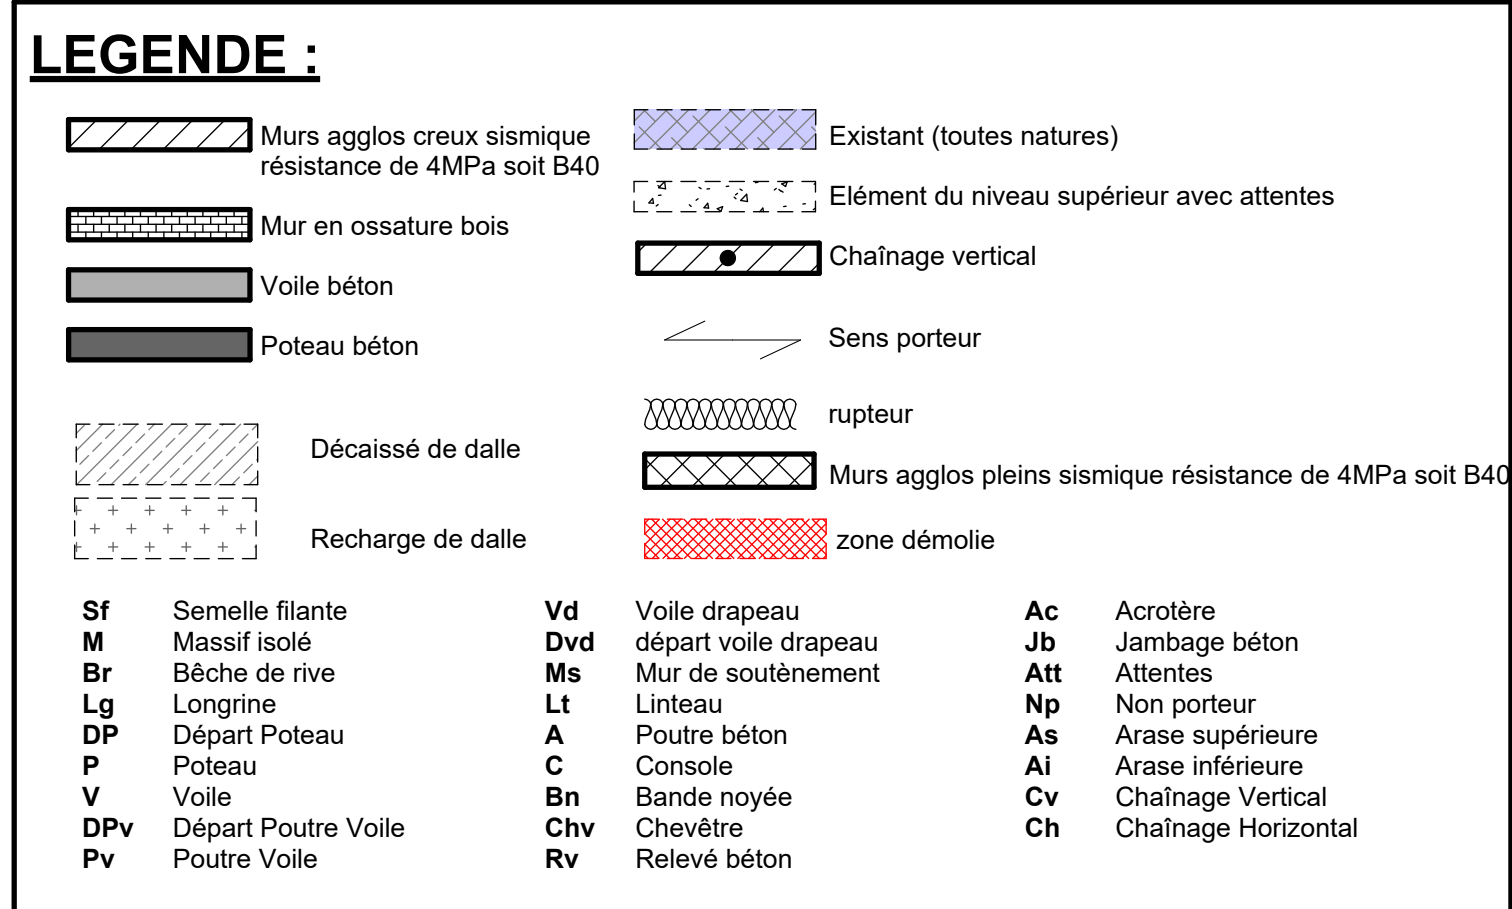 LEGENDE :
Murs agglos creux sismique
résistance de 4MPa soit B40
Mur en ossature bois
Voile béton
Poteau béton
Décaissé de dalle
Recharge de dalle
Existant (toutes natures)
Elément du niveau supérieur avec attentes
Chaînage vertical
Sens porteur
rupteur
Murs agglos pleins sismique résistance de 4MPa soit B40
zone démolie
Sf Semelle filante
M Massif isolé
Br Bêche de rive
Lg Longrine
DP Départ Poteau
P Poteau
V Voile
DPv Départ Poutre Voile
Pv Poutre Voile
Vd Voile drapeau
Dvd départ voile drapeau
Ms Mur de soutènement
Lt Linteau
A Poutre béton
C Console
Bn Bande noyée
Chv Chevêtre
Rv Relevé béton
Ac Acrotère
Jb Jambage béton
Att Attentes
Np Non porteur
As Arase supérieure
Ai Arase inférieure
Cv Chaînage Vertical
Ch Chaînage Horizontal